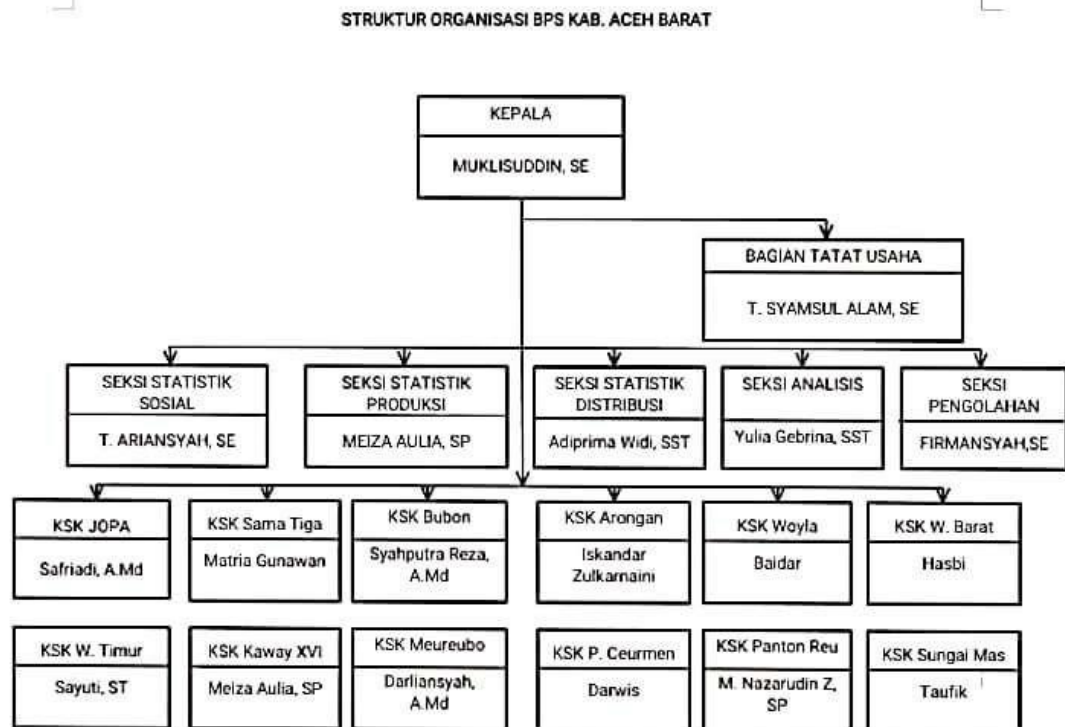 STRUKTUR ORGANISASI BPS KAB. ACEH BARAT
KEPALA
MUKLISUDDIN, SE
BAGIAN TATAT USAHA
T. SYAMSUL ALAM, SE
SEKSI STATISTIK
SOSIAL
T. ARIANSYAH, SE
SEKSI STATISTIK
PRODUKSI
MEIZA AULIA, SP
SEKSI STATISTIK
DISTRIBUSI
Adiprima Widi, SST
SEKSI ANALISIS
Yulia Gebrina, SST
SEKSI
PENGOLAHAN
FIRMANSYAH,SE
KSK JOPA
Safriadi, A.Md
KSK Sama Tiga
Matria Gunawan
KSK Bubon
Syahputra Reza,
A.Md
KSK Arongan
Iskandar
Zulkarnaini
KSK Woyla
Baidar
KSK W. Barat
Hasbi
KSK W. Timur
Sayuti, ST
KSK Kaway XVI
Meiza Aulia, SP
KSK Meureubo
Darliansyah,
A.Md
KSK P. Ceurmen
Darwis
KSK Panton Reu
M. Nazarudin Z,
SP
KSK Sungai Mas
Taufik